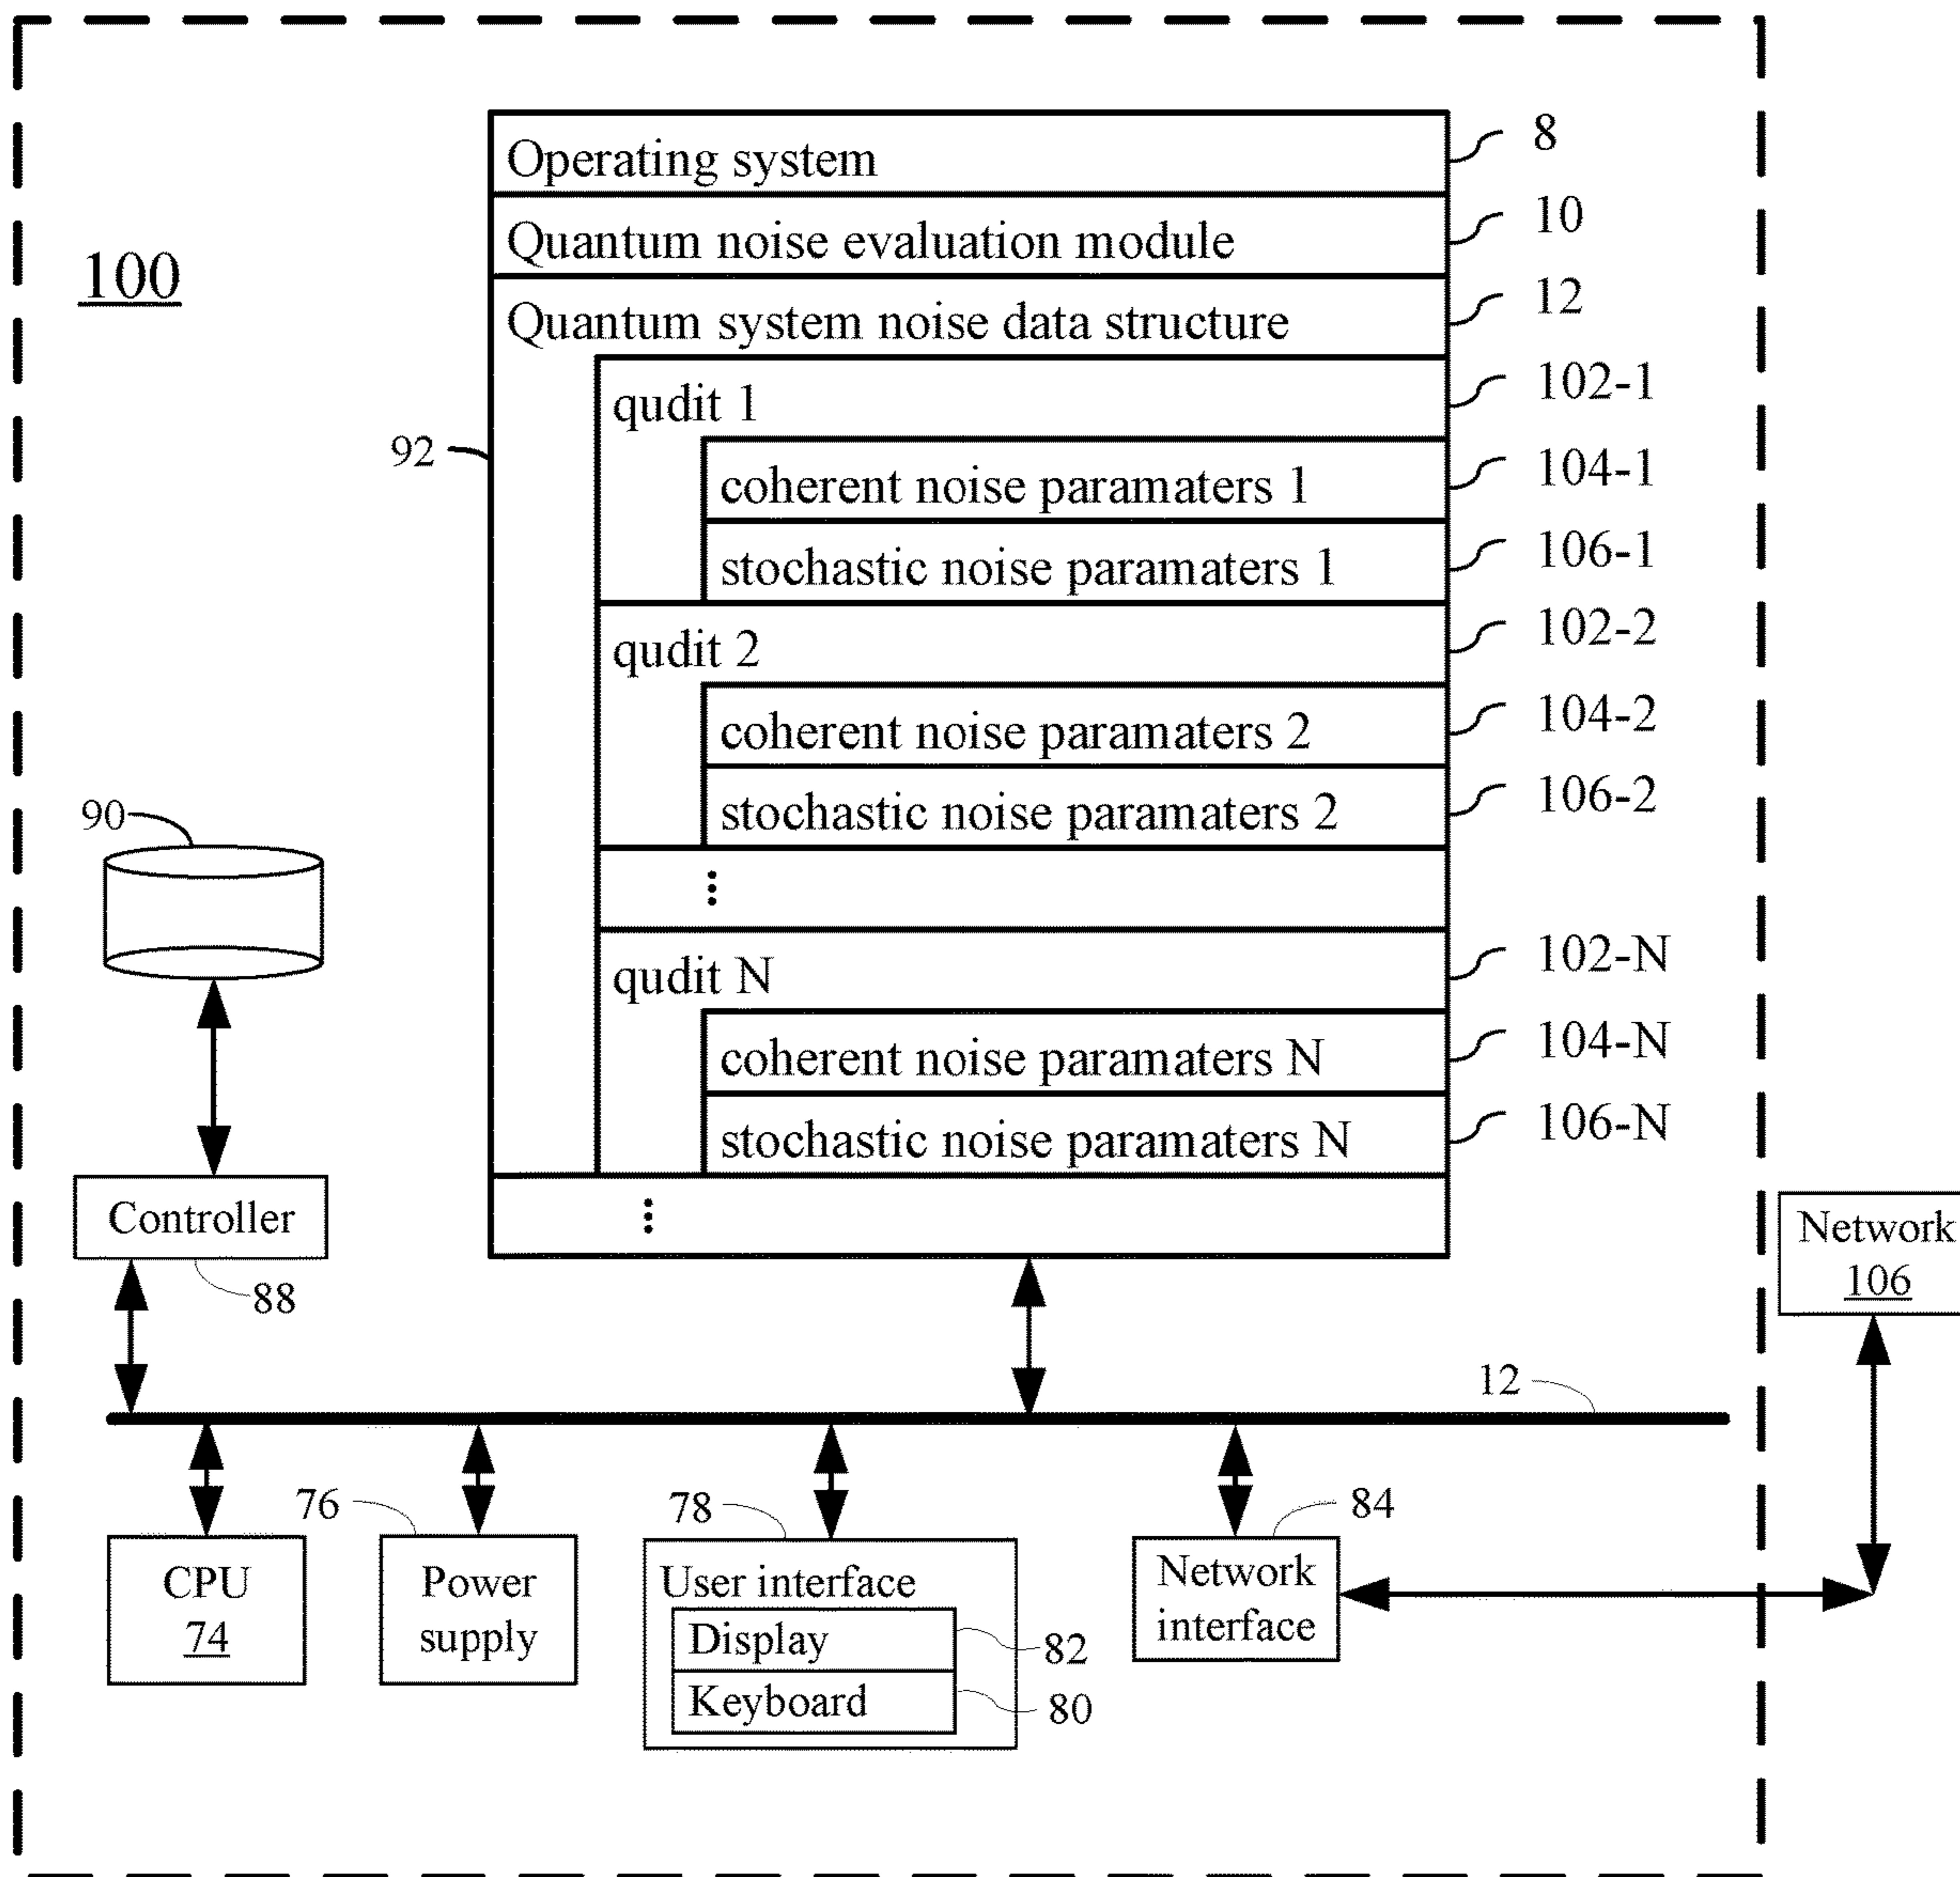 100
Operating system
8
Quantum noise evaluation module
10
Quantum system noise data structure
12
qudit 1
102-1
92
coherent noise paramaters 1
104-1
stochastic noise paramaters 1
106-1
qudit 2
102-2
coherent noise paramaters 2
104-2
stochastic noise paramaters 2
106-2
90
qudit N
102-N
coherent noise paramaters N
104-N
stochastic noise paramaters N
106-N
Controller
88
Network
106
12
CPU
74
76
Power
supply
78
User interface
Display
82
Keyboard
80
84
Network
interface